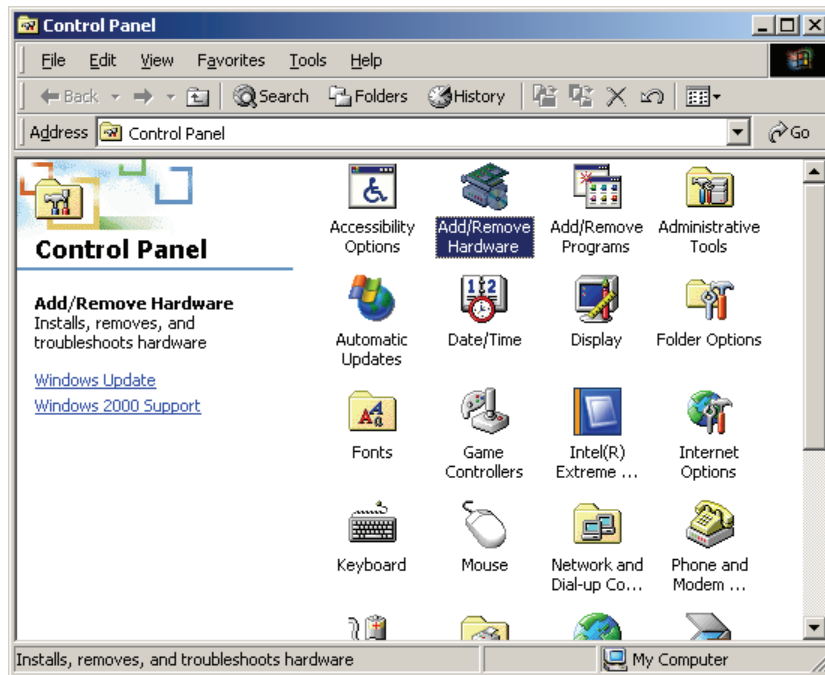 Control Panel
File Edit View Favorites Tools Help
Back Search Folders History
Address Control Panel Go
Control Panel
Add/Remove Hardware
Installs, removes, and
troubleshoots hardware
Windows Update
Windows 2000 Support
Accessibility
Options
Add/Remove
Hardware
Add/Remove
Programs
Administrative
Tools
Automatic
Updates
Date/Time
Display
Folder Options
Fonts
Game
Controllers
Intel(R)
Extreme ...
Internet
Options
Keyboard
Mouse
Network and
Dial-up Co...
Phone and
Modem ...
Installs, removes, and troubleshoots hardware
My Computer